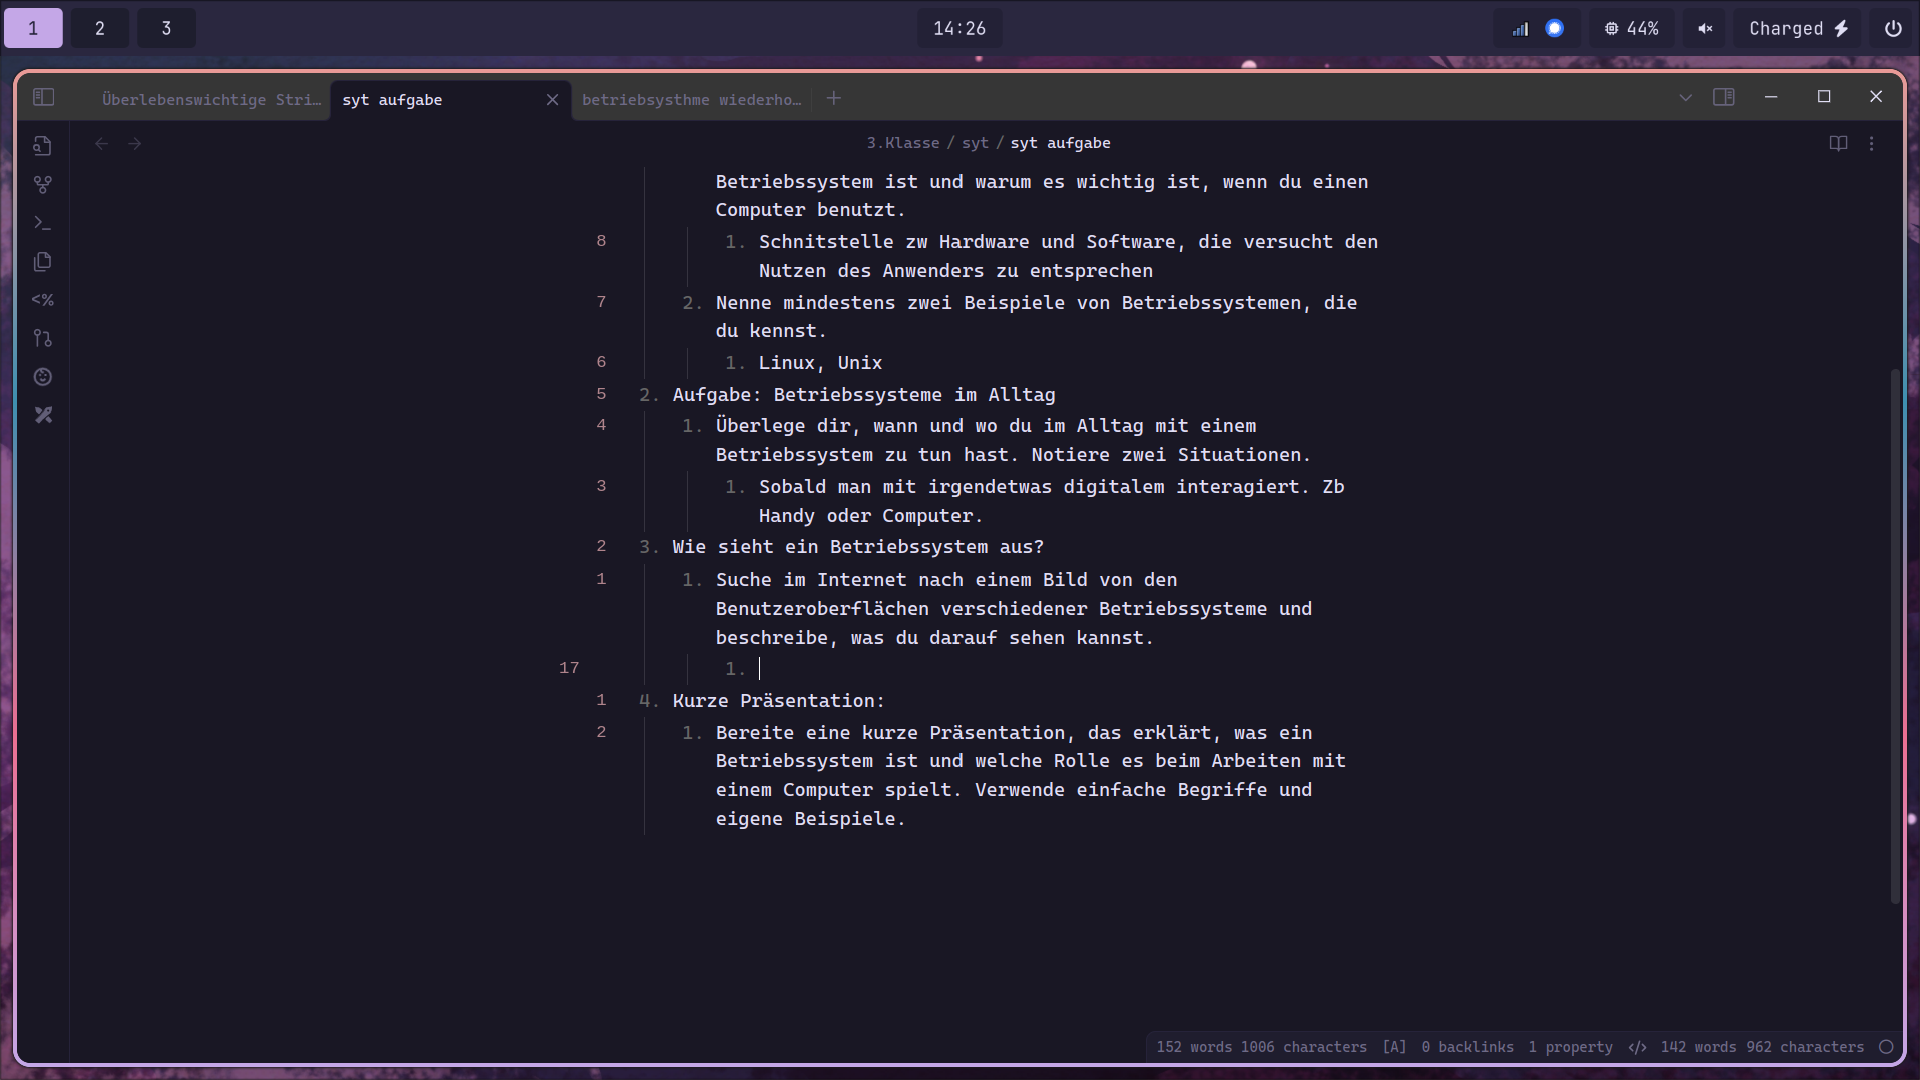 1 2 3 14:26 44% Charged
Überlebenswichtige Stri… syt aufgabe betriebsysthme wiederho…
3.Klasse / syt / syt aufgabe
Betriebssystem ist und warum es wichtig ist, wenn du einen
Computer benutzt.
8 1. Schnitstelle zw Hardware und Software, die versucht den
Nutzen des Anwenders zu entsprechen
7 2. Nenne mindestens zwei Beispiele von Betriebssystemen, die
du kennst.
6 1. Linux, Unix
5 2. Aufgabe: Betriebssysteme im Alltag
4 1. Überlege dir, wann und wo du im Alltag mit einem
Betriebssystem zu tun hast. Notiere zwei Situationen.
3 1. Sobald man mit irgendetwas digitalem interagiert. Zb
Handy oder Computer.
2 3. Wie sieht ein Betriebssystem aus?
1 1. Suche im Internet nach einem Bild von den
Benutzeroberflächen verschiedener Betriebssysteme und
beschreibe, was du darauf sehen kannst.
17 1.
1 4. Kurze Präsentation:
2 1. Bereite eine kurze Präsentation, das erklärt, was ein
Betriebssystem ist und welche Rolle es beim Arbeiten mit
einem Computer spielt. Verwende einfache Begriffe und
eigene Beispiele.
152 words 1006 characters [A] 0 backlinks 1 property </> 142 words 962 characters